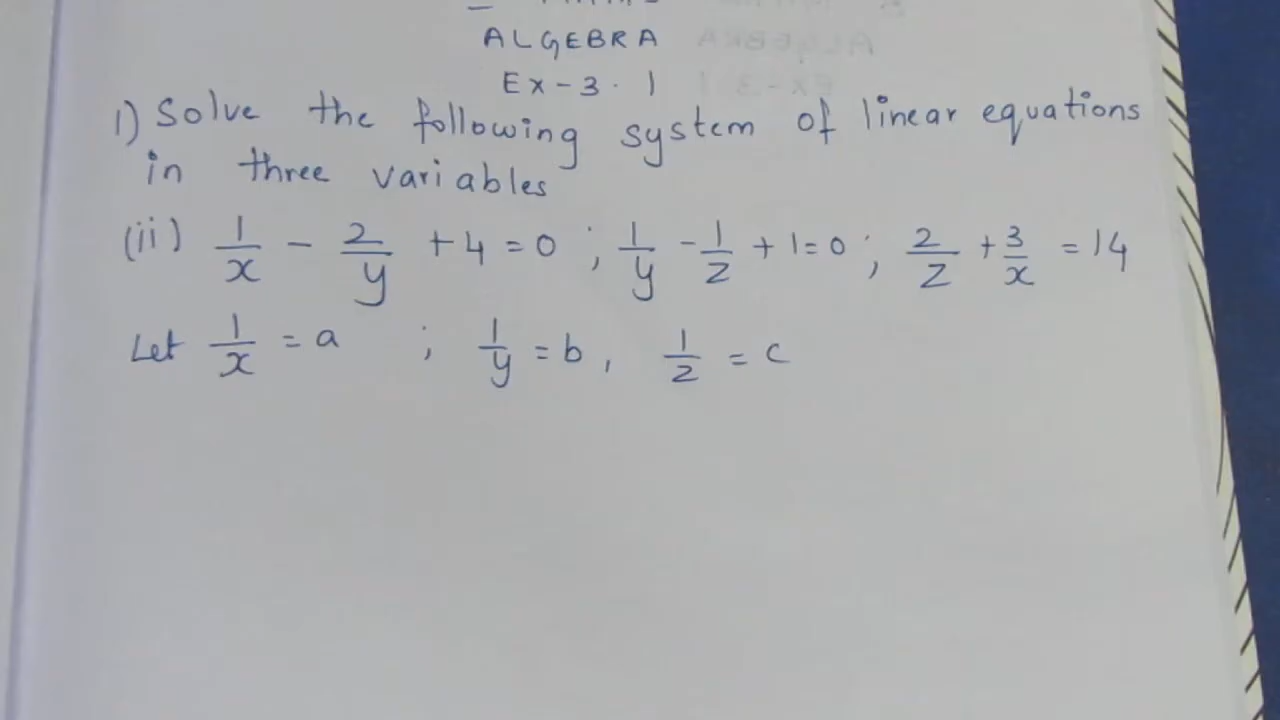 ALGEBRA
Ex-3.1
1) Solve the following system of linear equations
in three variables
(ii) 1/x - 2/y + 4 = 0 ; 1/y - 1/z + 1 = 0 ; 2/z + 3/x = 14
Let 1/x = a ; 1/y = b, 1/z = c